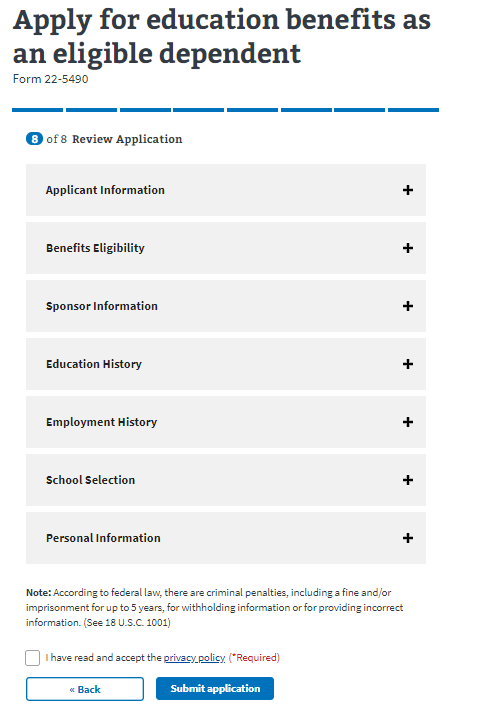 Apply for education benefits as
an eligible dependent
Form 22-5490
8 of 8 Review Application
Applicant Information
Benefits Eligibility
Sponsor Information
Education History
Employment History
School Selection
Personal Information
Note: According to federal law, there are criminal penalties, including a fine and/or
imprisonment for up to 5 years, for withholding information or for providing incorrect
information. (See 18 U.S.C. 1001)
I have read and accept the privacy policy (*Required)
« Back
Submit application